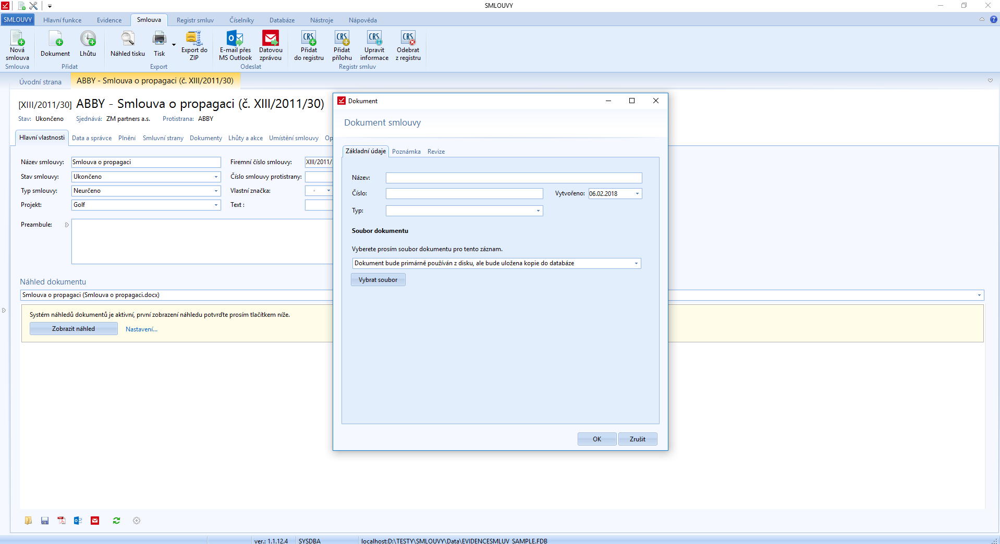 SMLOUVY
SMLOUVY Hlavní funkce Evidence Smlouva Registr smluv Číselníky Databáze Nástroje Nápověda
Nová smlouva
Dokument
Lhůtu
Náhled tisku
Tisk
Export do ZIP
E-mail přes MS Outlook
Datovou zprávou
CRS
Přidat do registru
CRS
Přidat přílohu
CRS
Upravit informace
CRS
Odebrat z registru
Smlouva Přidat Export Odeslat Registr smluv
Úvodní strana ABBY - Smlouva o propagaci (č. XIII/2011/30)
[XIII/2011/30] ABBY - Smlouva o propagaci (č. XIII/2011/30)
Stav: Ukončeno Sjednává: ZM partners a.s. Protistrana: ABBY
Hlavní vlastnosti Data a správce Plnění Smluvní strany Dokumenty Lhůty a akce Umístění smlouvy Op
Název smlouvy: Smlouva o propagaci Firemní číslo smlouvy: XIII/2011/
Stav smlouvy: Ukončeno Číslo smlouvy protistrany:
Typ smlouvy: Neurčeno Vlastní značka: -
Projekt: Golf Text :
Preambule:
Náhled dokumentu
Smlouva o propagaci (Smlouva o propagaci.docx)
Systém náhledů dokumentů je aktivní, první zobrazení náhledu potvrďte prosím tlačítkem níže.
Zobrazit náhled Nastavení...
Dokument
Dokument smlouvy
Základní údaje Poznámka Revize
Název:
Číslo: Vytvořeno: 06.02.2018
Typ:
Soubor dokumentu
Vyberete prosím soubor dokumentu pro tento záznam.
Dokument bude primárně používán z disku, ale bude uložena kopie do databáze
Vybrat soubor
OK Zrušit
ver.: 1.1.12.4 SYSDBA localhost:D:\TESTY\SMLOUVY\Data\EVIDENCESMLUV_SAMPLE.FDB